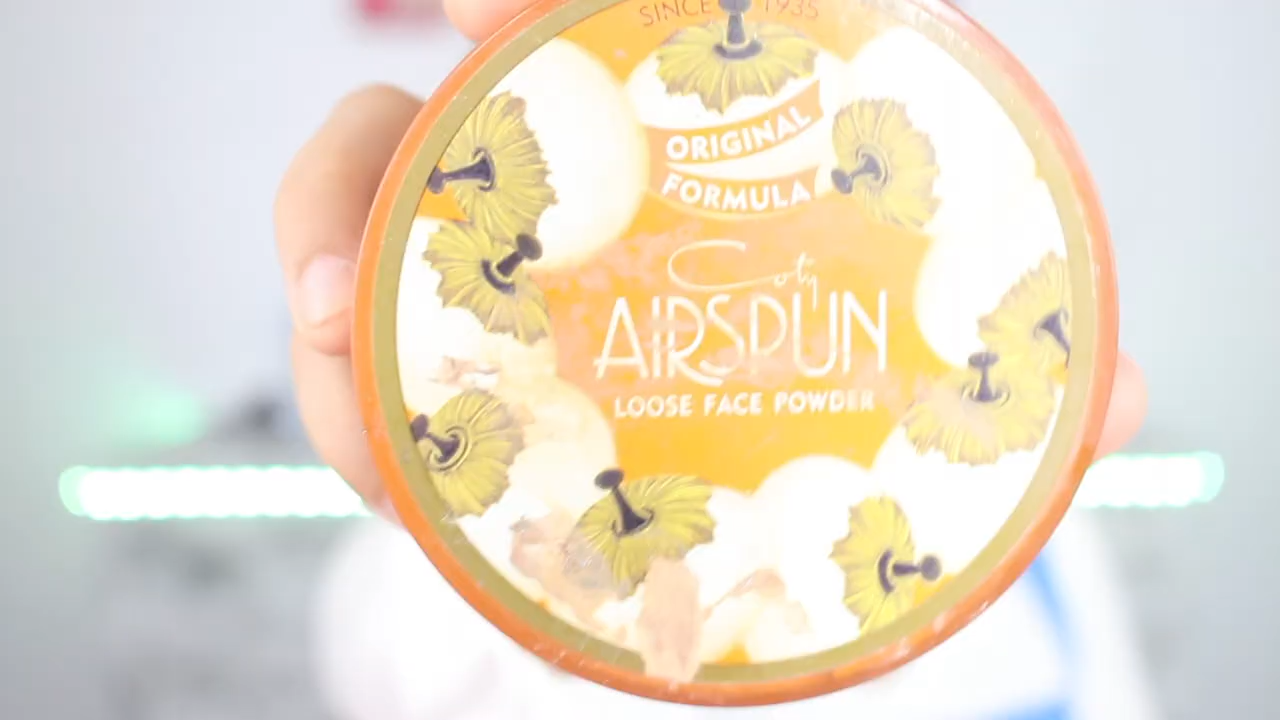 SINCE 1935
ORIGINAL
FORMULA
Coty
AIRSPUN
LOOSE FACE POWDER